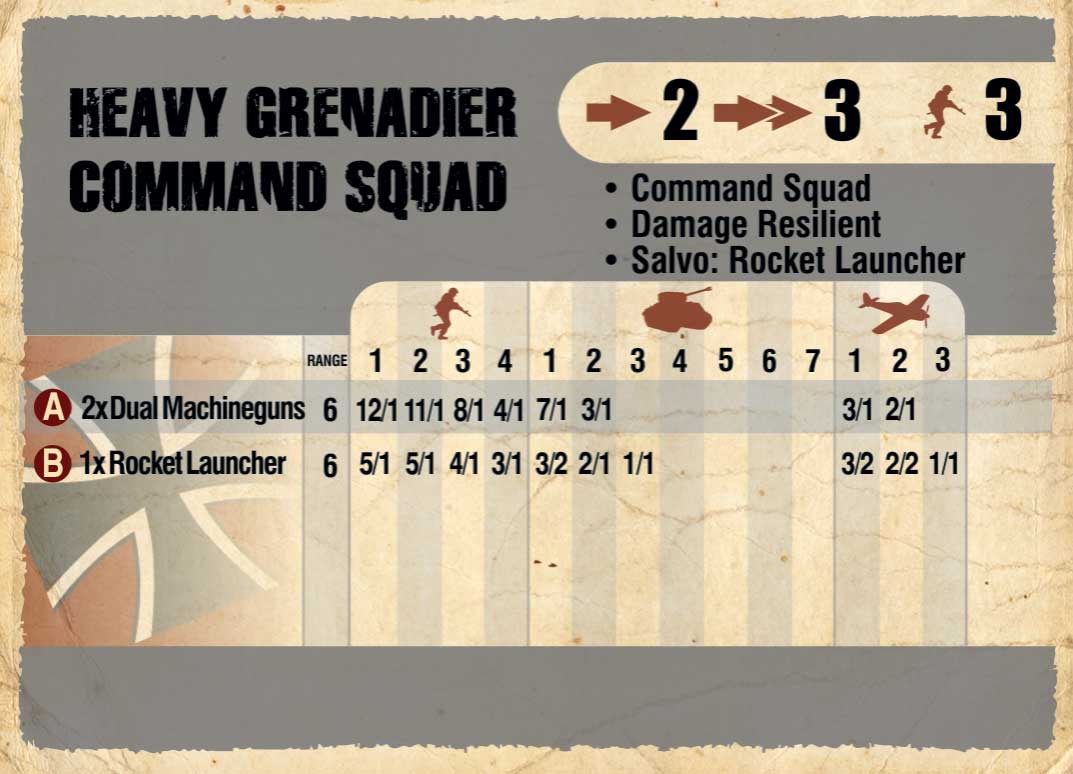 HEAVY GRENADIER
COMMAND SQUAD
2 3 3
• Command Squad
• Damage Resilient
• Salvo: Rocket Launcher
RANGE 1 2 3 4 1 2 3 4 5 6 7 1 2 3
A 2x Dual Machineguns 6 12/1 11/1 8/1 4/1 7/1 3/1 3/1 2/1
B 1x Rocket Launcher 6 5/1 5/1 4/1 3/1 3/2 2/1 1/1 3/2 2/2 1/1